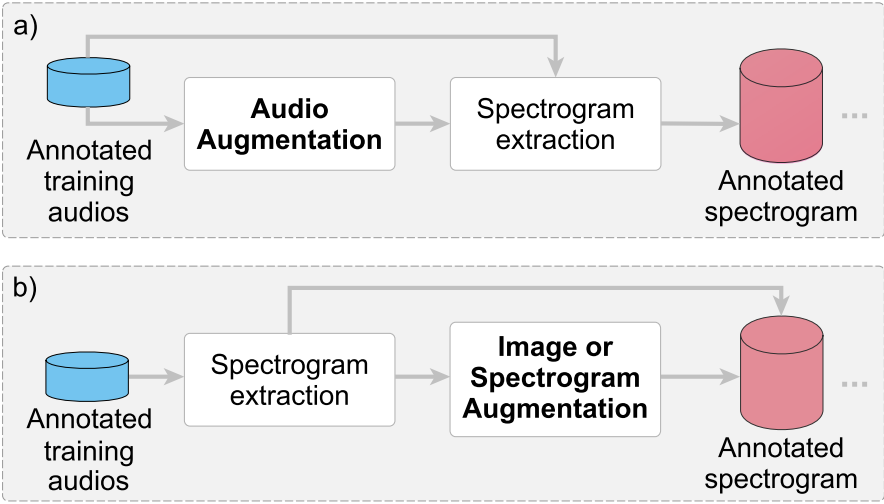 a)
Annotated
training
audios
Audio
Augmentation
Spectrogram
extraction
Annotated
spectrogram
...
b)
Annotated
training
audios
Spectrogram
extraction
Image or
Spectrogram
Augmentation
Annotated
spectrogram
...